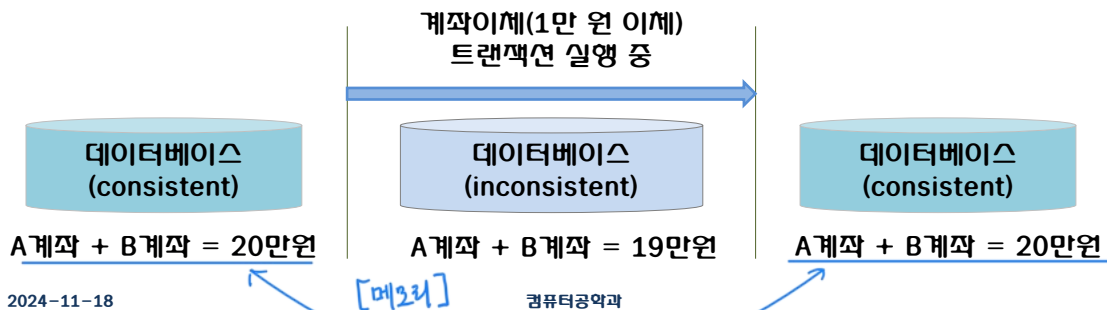 계좌이체(1만 원 이체)
트랜잭션 실행 중
데이터베이스
(consistent)
데이터베이스
(inconsistent)
데이터베이스
(consistent)
A계좌 + B계좌 = 20만원
A계좌 + B계좌 = 19만원
A계좌 + B계좌 = 20만원
[메모리]
2024-11-18
컴퓨터공학과